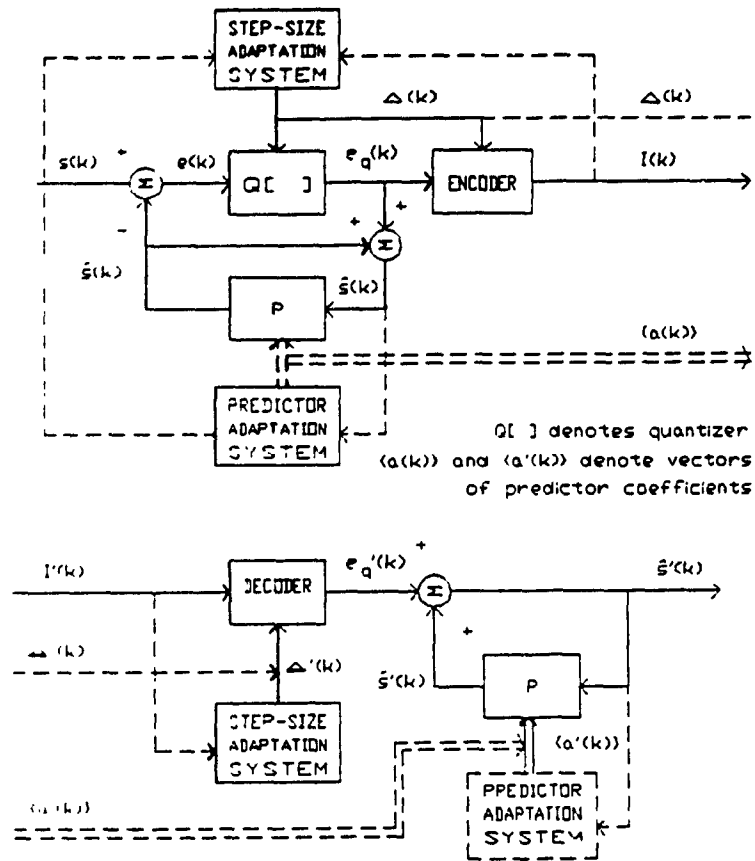 STEP-SIZE
ADAPTATION
SYSTEM
Δ(k)
Δ(k)
s(k)
+
Σ
e(k)
Q[ ]
e_q(k)
ENCODER
I(k)
-
+
+
Σ
ŝ(k)
P
ŝ(k)
(a(k))
PREDICTOR
ADAPTATION
SYSTEM
Q[ ] denotes quantizer
(a(k)) and (a'(k)) denote vectors
of predictor coefficients
I'(k)
DECODER
e_q'(k)
+
Σ
ŝ'(k)
(k)
Δ'(k)
+
ŝ'(k)
P
STEP-SIZE
ADAPTATION
SYSTEM
(a'(k))
(k))
PREDICTOR
ADAPTATION
SYSTEM